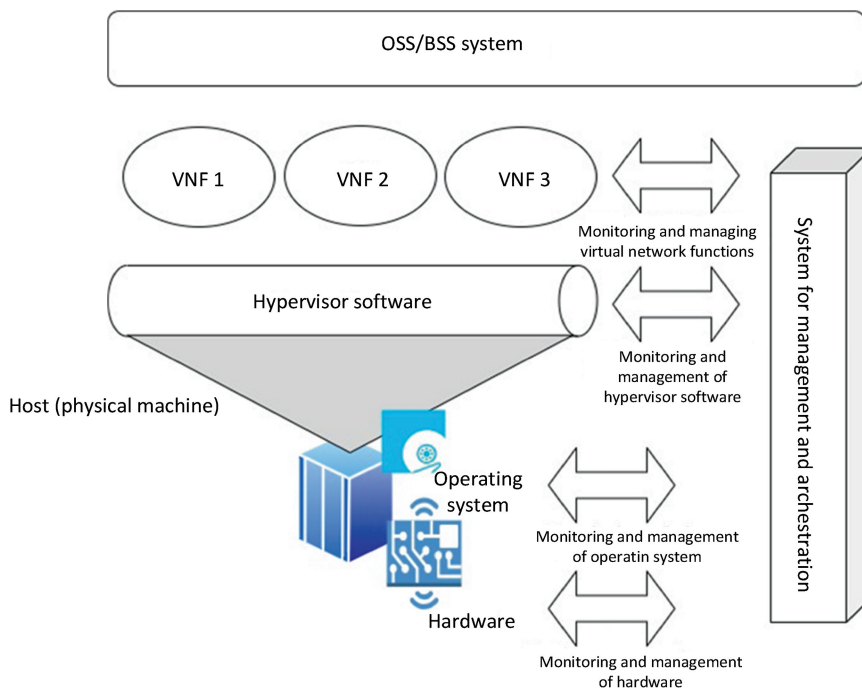 OSS/BSS system
VNF 1
VNF 2
VNF 3
Monitoring and managing
virtual network functions
Hypervisor software
Monitoring and
management of
hypervisor software
Host (physical machine)
Operating
system
Monitoring and management
of operatin system
Hardware
Monitoring and management
of hardware
System for management and archestration